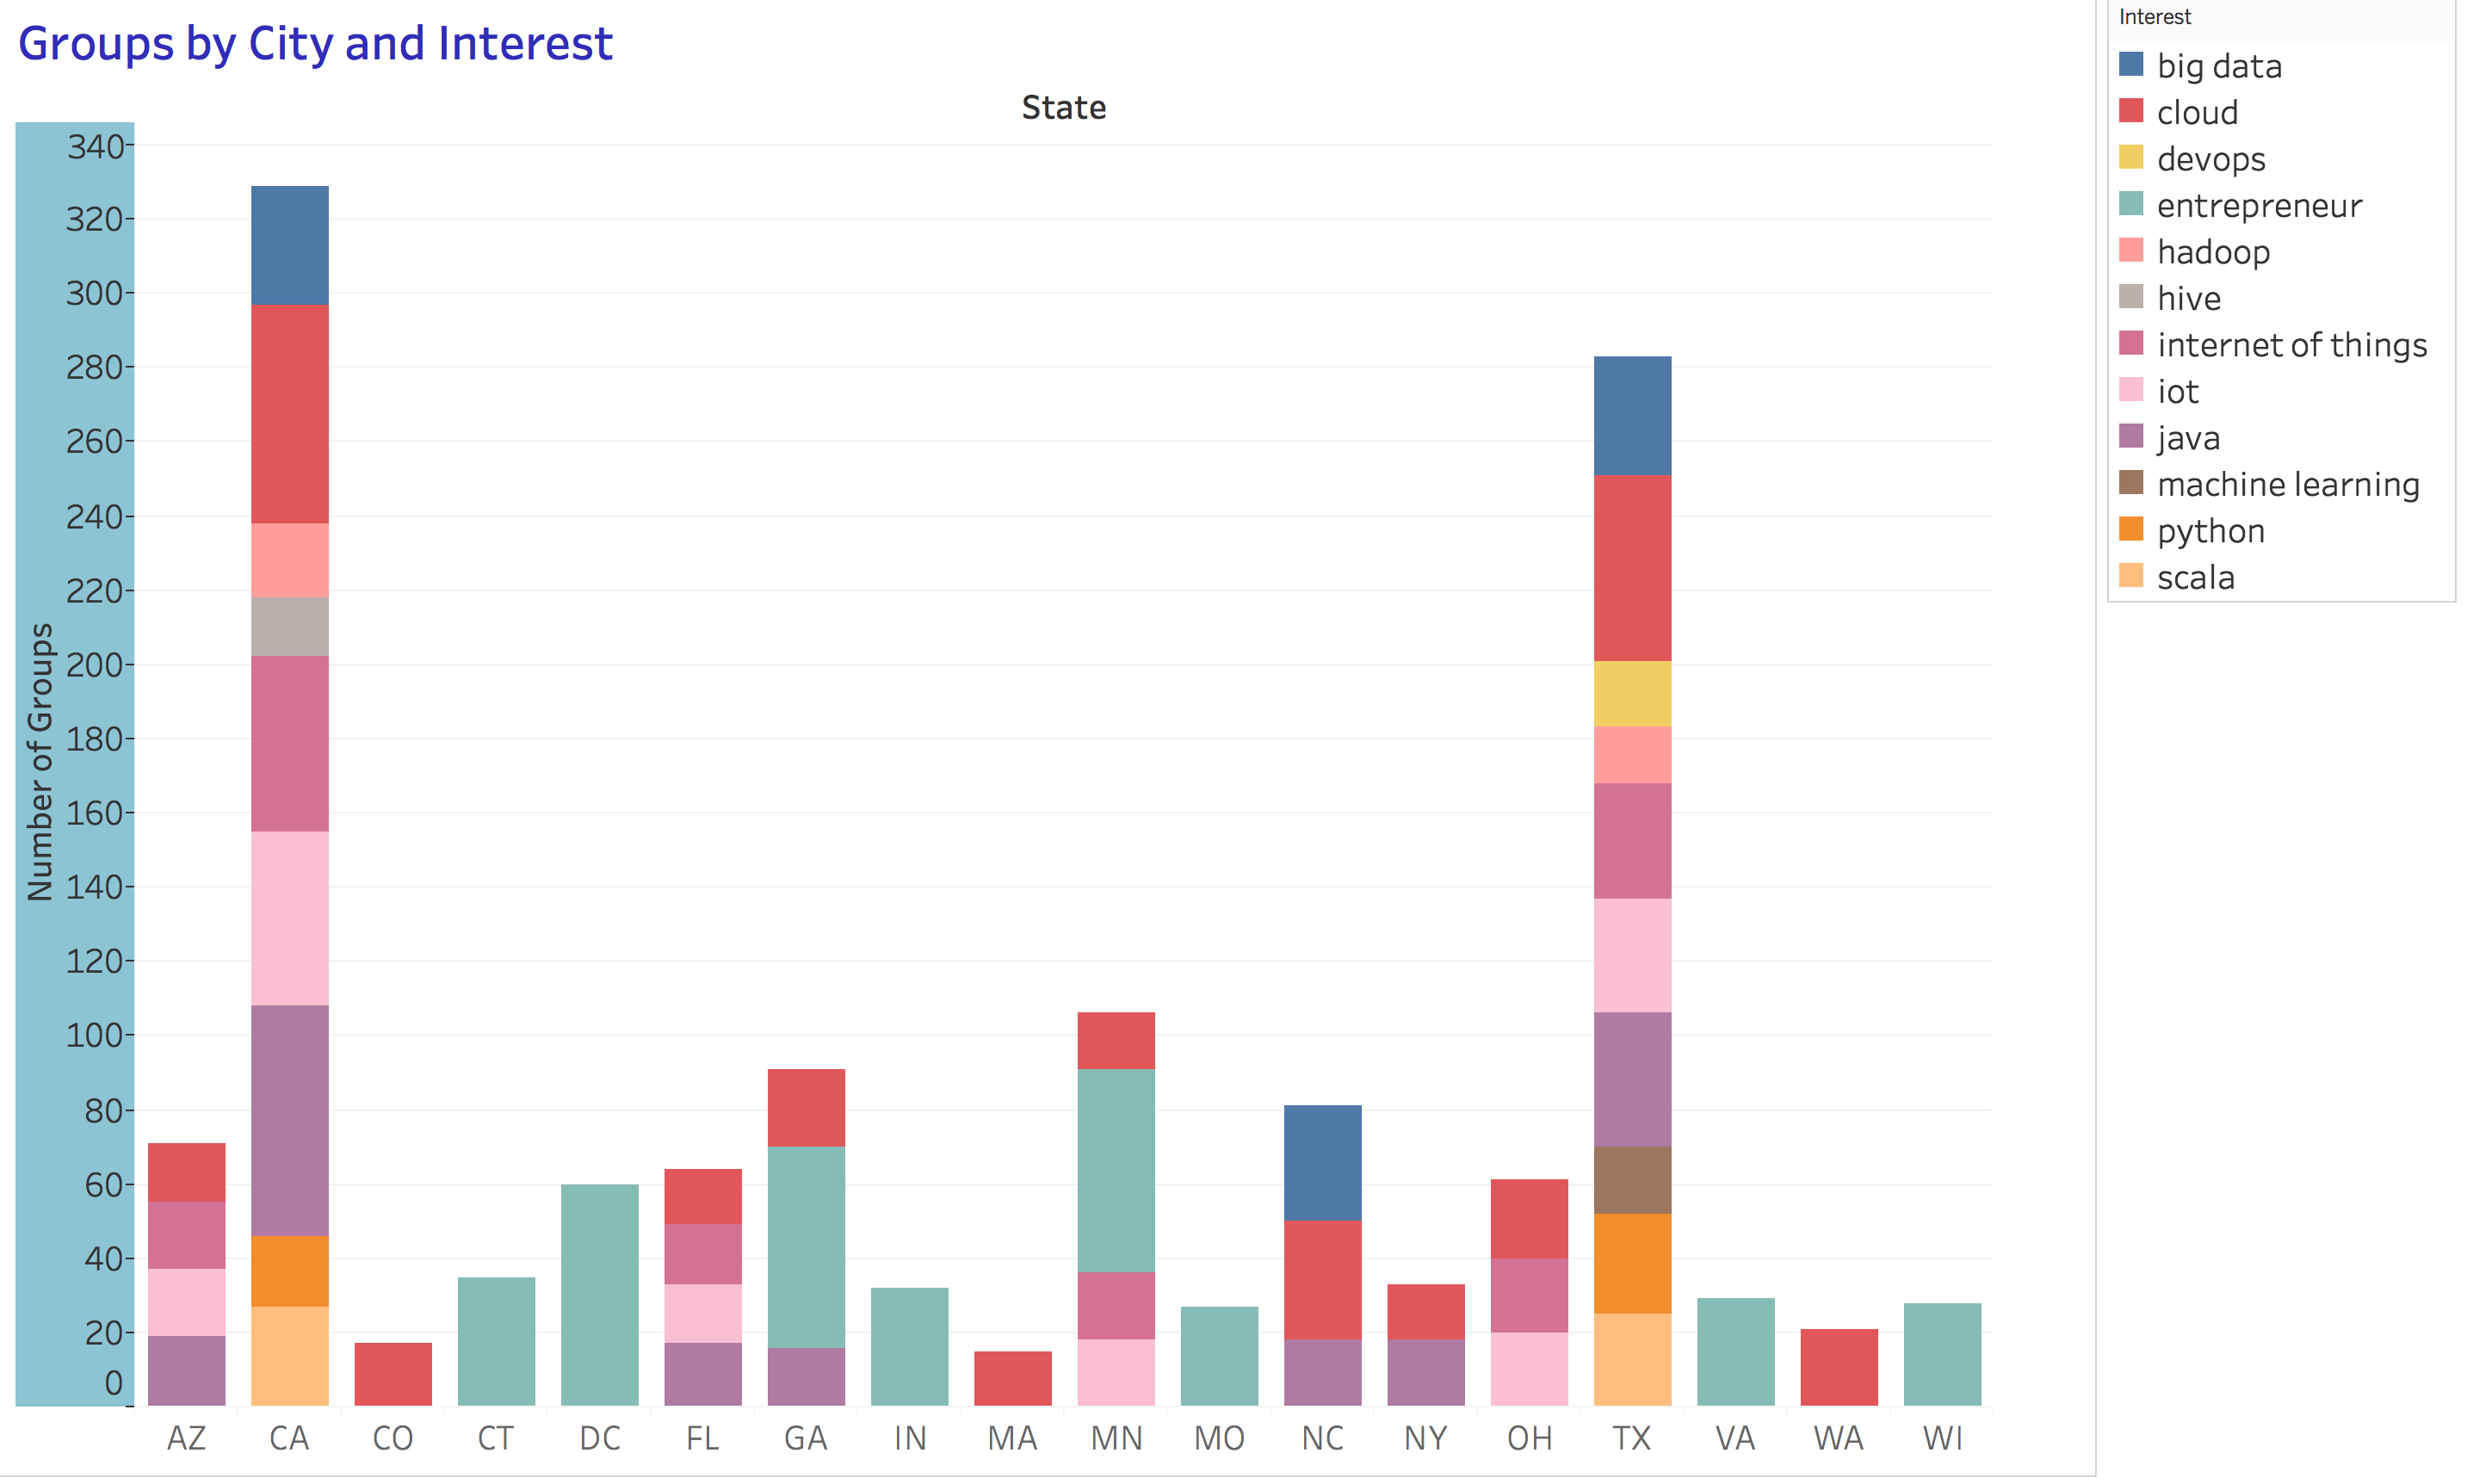 Groups by City and Interest
State
Number of Groups
340
320
300
280
260
240
220
200
180
160
140
120
100
80
60
40
20
0
AZ CA CO CT DC FL GA IN MA MN MO NC NY OH TX VA WA WI
Interest
big data
cloud
devops
entrepreneur
hadoop
hive
internet of things
iot
java
machine learning
python
scala